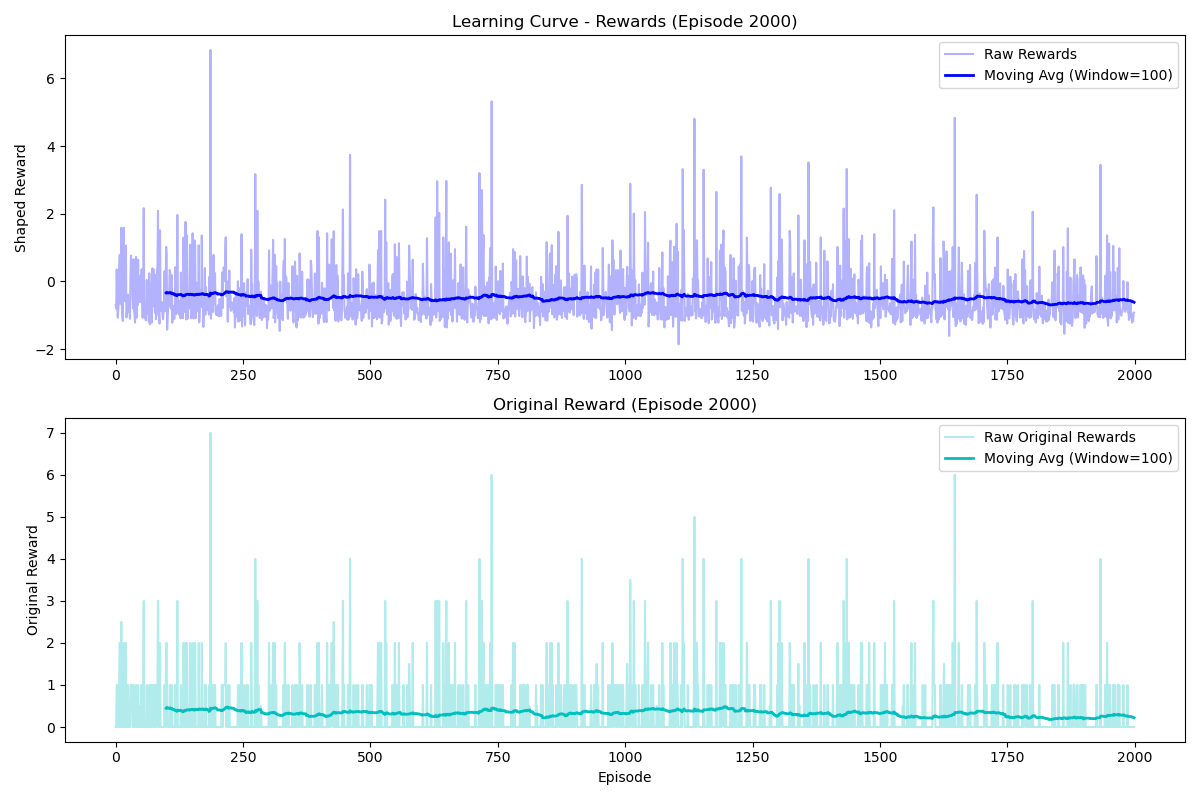 Learning Curve - Rewards (Episode 2000)
Raw Rewards
Moving Avg (Window=100)
Shaped Reward
6
4
2
0
−2
0 250 500 750 1000 1250 1500 1750 2000
Original Reward (Episode 2000)
Raw Original Rewards
Moving Avg (Window=100)
Original Reward
7
6
5
4
3
2
1
0
0 250 500 750 1000 1250 1500 1750 2000
Episode